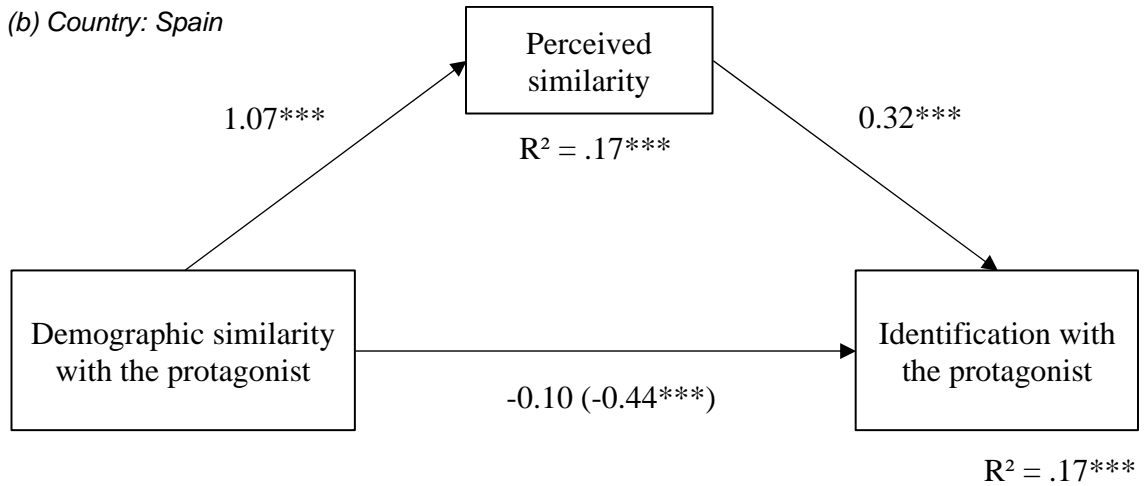 (b) Country: Spain
Perceived
similarity
1.07***
0.32***
R² = .17***
Demographic similarity
with the protagonist
Identification with
the protagonist
-0.10 (-0.44***)
R² = .17***